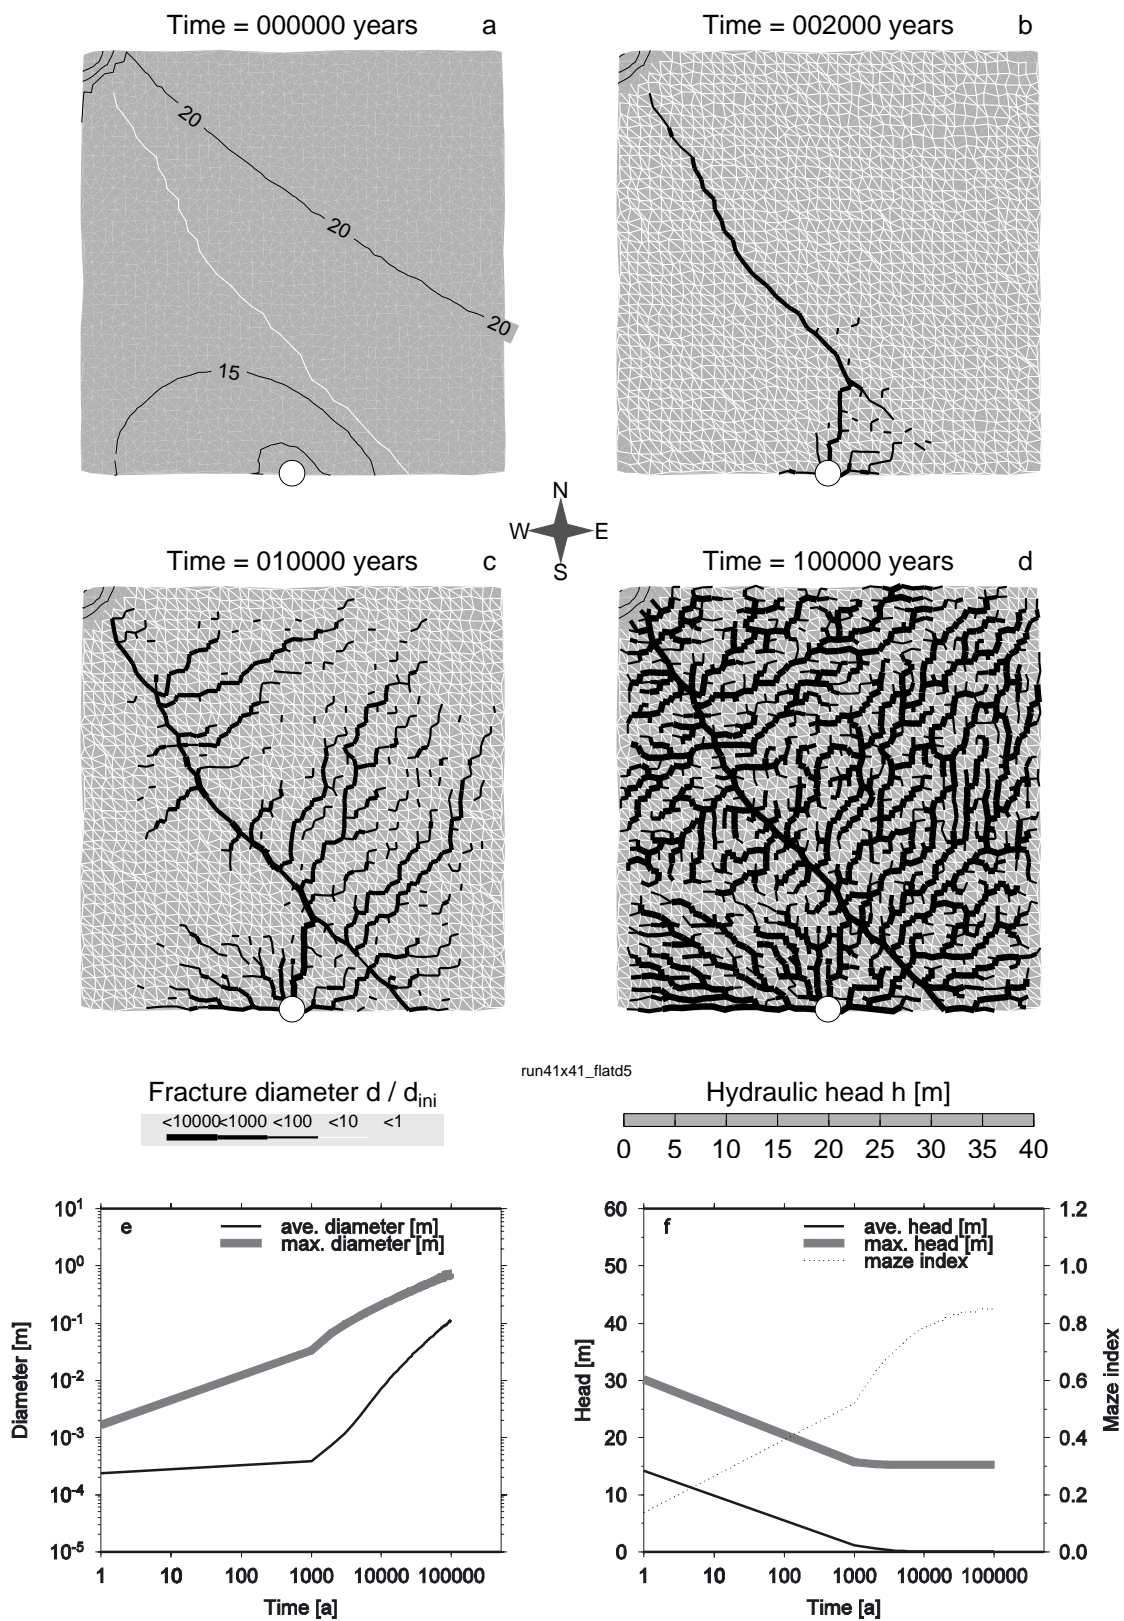 Time = 000000 years a
Time = 002000 years b
20
20
20
15
N
W E
S
Time = 010000 years c
Time = 100000 years d
run41x41_flatd5
Fracture diameter d / dini
<10000 <1000 <100 <10 <1
Hydraulic head h [m]
0 5 10 15 20 25 30 35 40
e
ave. diameter [m]
max. diameter [m]
10^1
10^0
10^-1
10^-2
10^-3
10^-4
10^-5
Diameter [m]
1 10 100 1000 10000 100000
Time [a]
f
ave. head [m]
max. head [m]
maze index
60
50
40
30
20
10
0
Head [m]
1.2
1.0
0.8
0.6
0.4
0.2
0.0
Maze index
1 10 100 1000 10000 100000
Time [a]